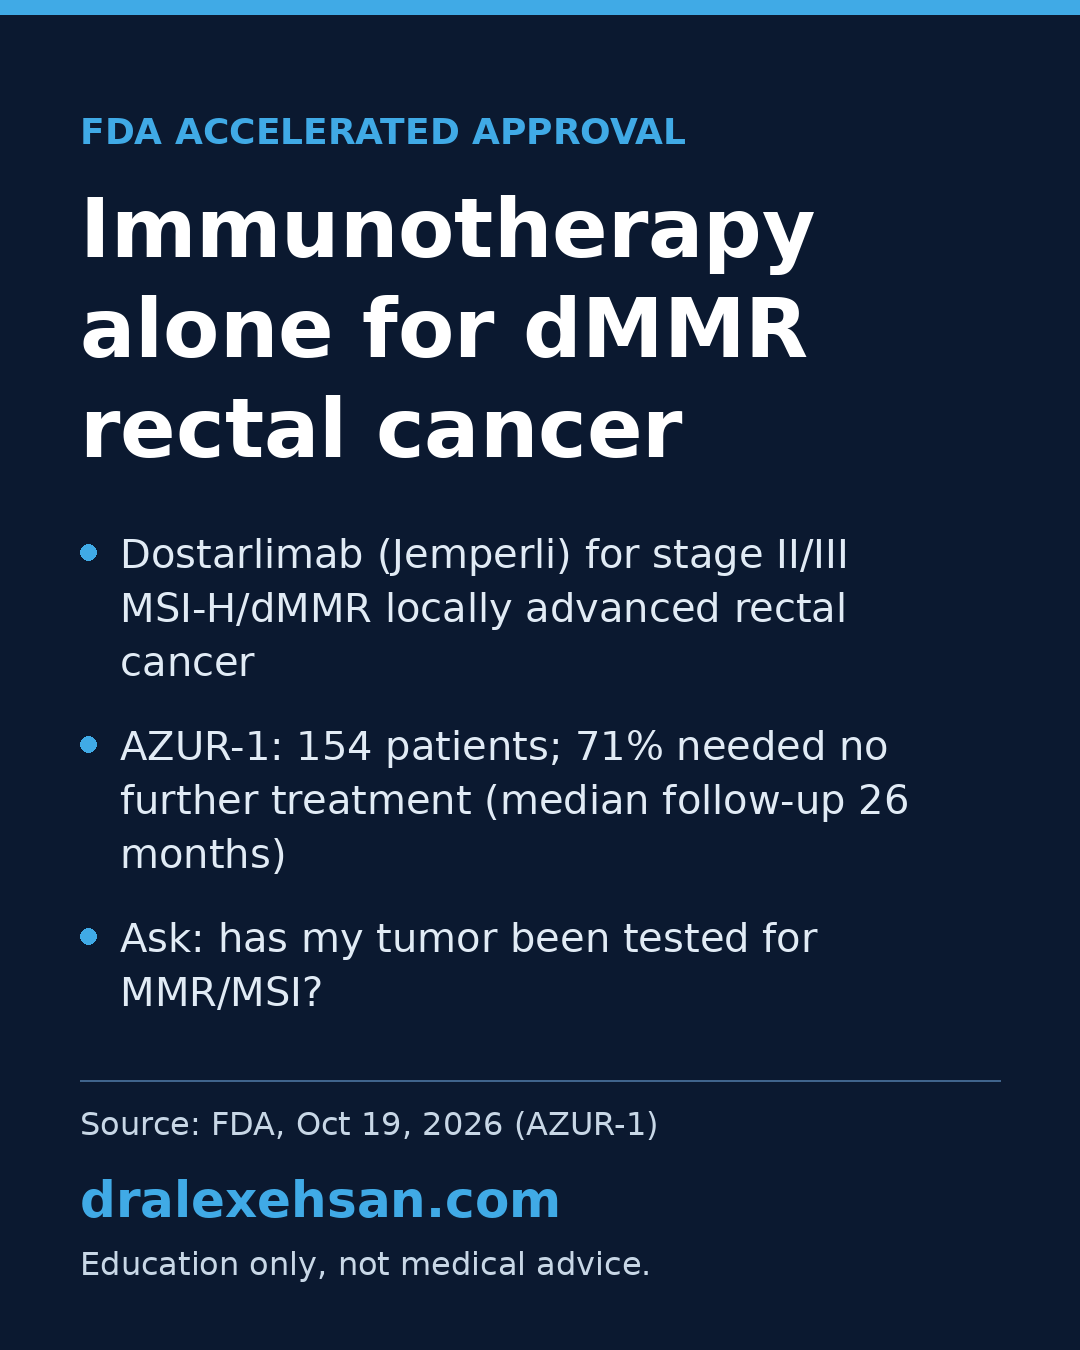 FDA ACCELERATED APPROVAL
Immunotherapy
alone for dMMR
rectal cancer
Dostarlimab (Jemperli) for stage II/III
MSI-H/dMMR locally advanced rectal
cancer
AZUR-1: 154 patients; 71% needed no
further treatment (median follow-up 26
months)
Ask: has my tumor been tested for
MMR/MSI?
Source: FDA, Oct 19, 2026 (AZUR-1)
dralexehsan.com
Education only, not medical advice.